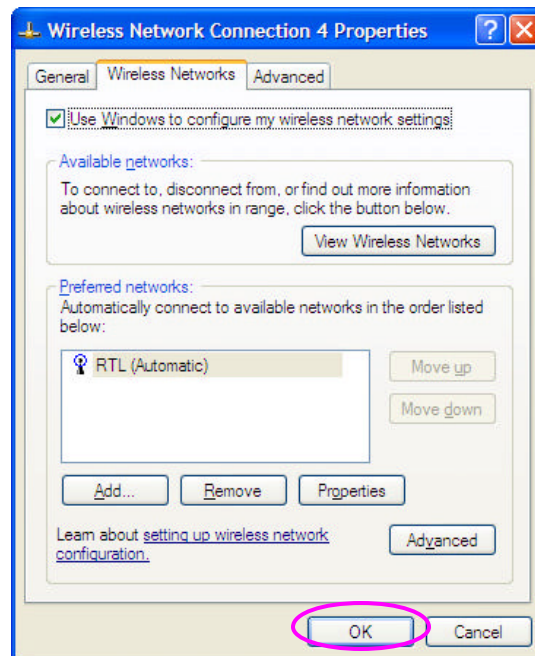 Wireless Network Connection 4 Properties
General Wireless Networks Advanced
Use Windows to configure my wireless network settings
Available networks:
To connect to, disconnect from, or find out more information
about wireless networks in range, click the button below.
View Wireless Networks
Preferred networks:
Automatically connect to available networks in the order listed
below:
RTL (Automatic)
Move up
Move down
Add... Remove Properties
Learn about setting up wireless network
configuration.
Advanced
OK Cancel